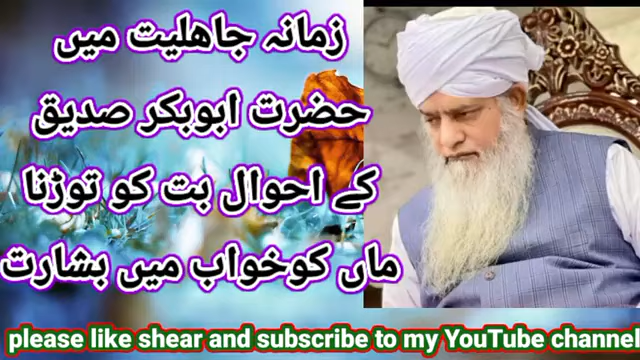 زمانہ جاھلیت میں
حضرت ابوبکر صدیق
کے احوال بت کو توڑنا
ماں کوخواب میں بشارت
please like shear and subscribe to my YouTube channel